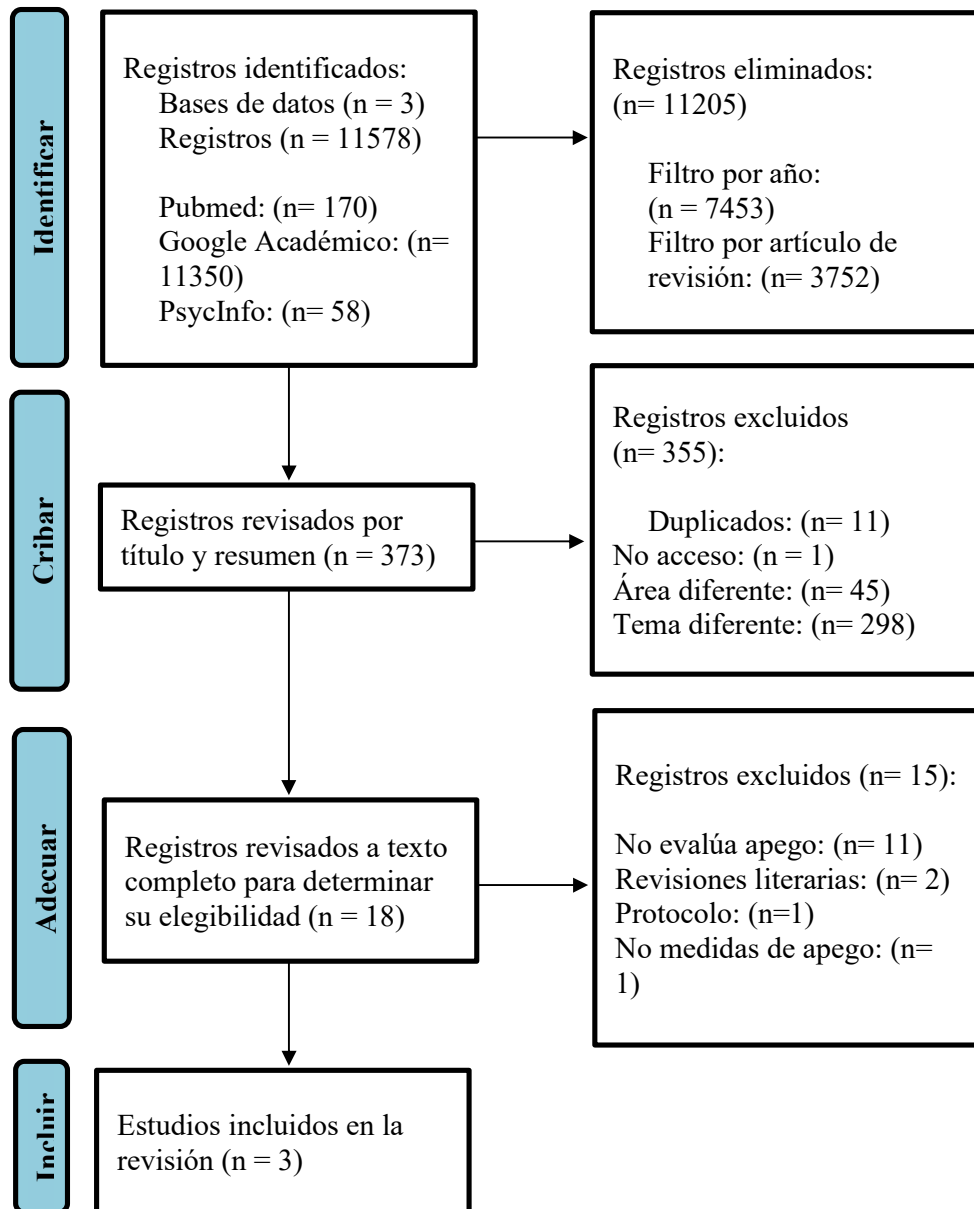 Identificar
Registros identificados:
Bases de datos (n = 3)
Registros (n = 11578)
Pubmed: (n= 170)
Google Académico: (n=
11350)
PsycInfo: (n= 58)
Registros eliminados:
(n= 11205)
Filtro por año:
(n = 7453)
Filtro por artículo de
revisión: (n= 3752)
Cribar
Registros revisados por
título y resumen (n = 373)
Registros excluidos
(n= 355):
Duplicados: (n= 11)
No acceso: (n = 1)
Área diferente: (n= 45)
Tema diferente: (n= 298)
Adecuar
Registros revisados a texto
completo para determinar
su elegibilidad (n = 18)
Registros excluidos (n= 15):
No evalúa apego: (n= 11)
Revisiones literarias: (n= 2)
Protocolo: (n=1)
No medidas de apego: (n=
1)
Incluir
Estudios incluidos en la
revisión (n = 3)